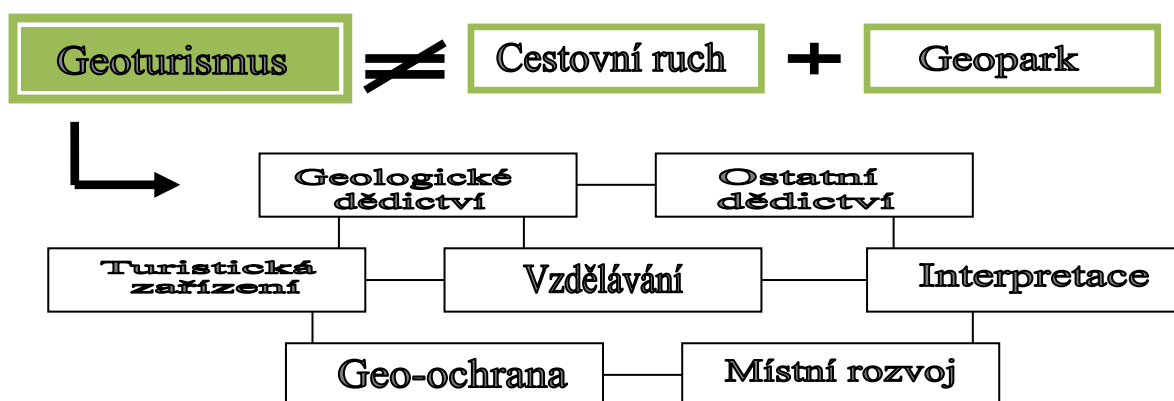 Geoturismus ≠ Cestovní ruch + Geopark
Geologické
dědictví
Ostatní
dědictví
Turistická
zařízení
Vzdělávání
Interpretace
Geo-ochrana
Místní rozvoj